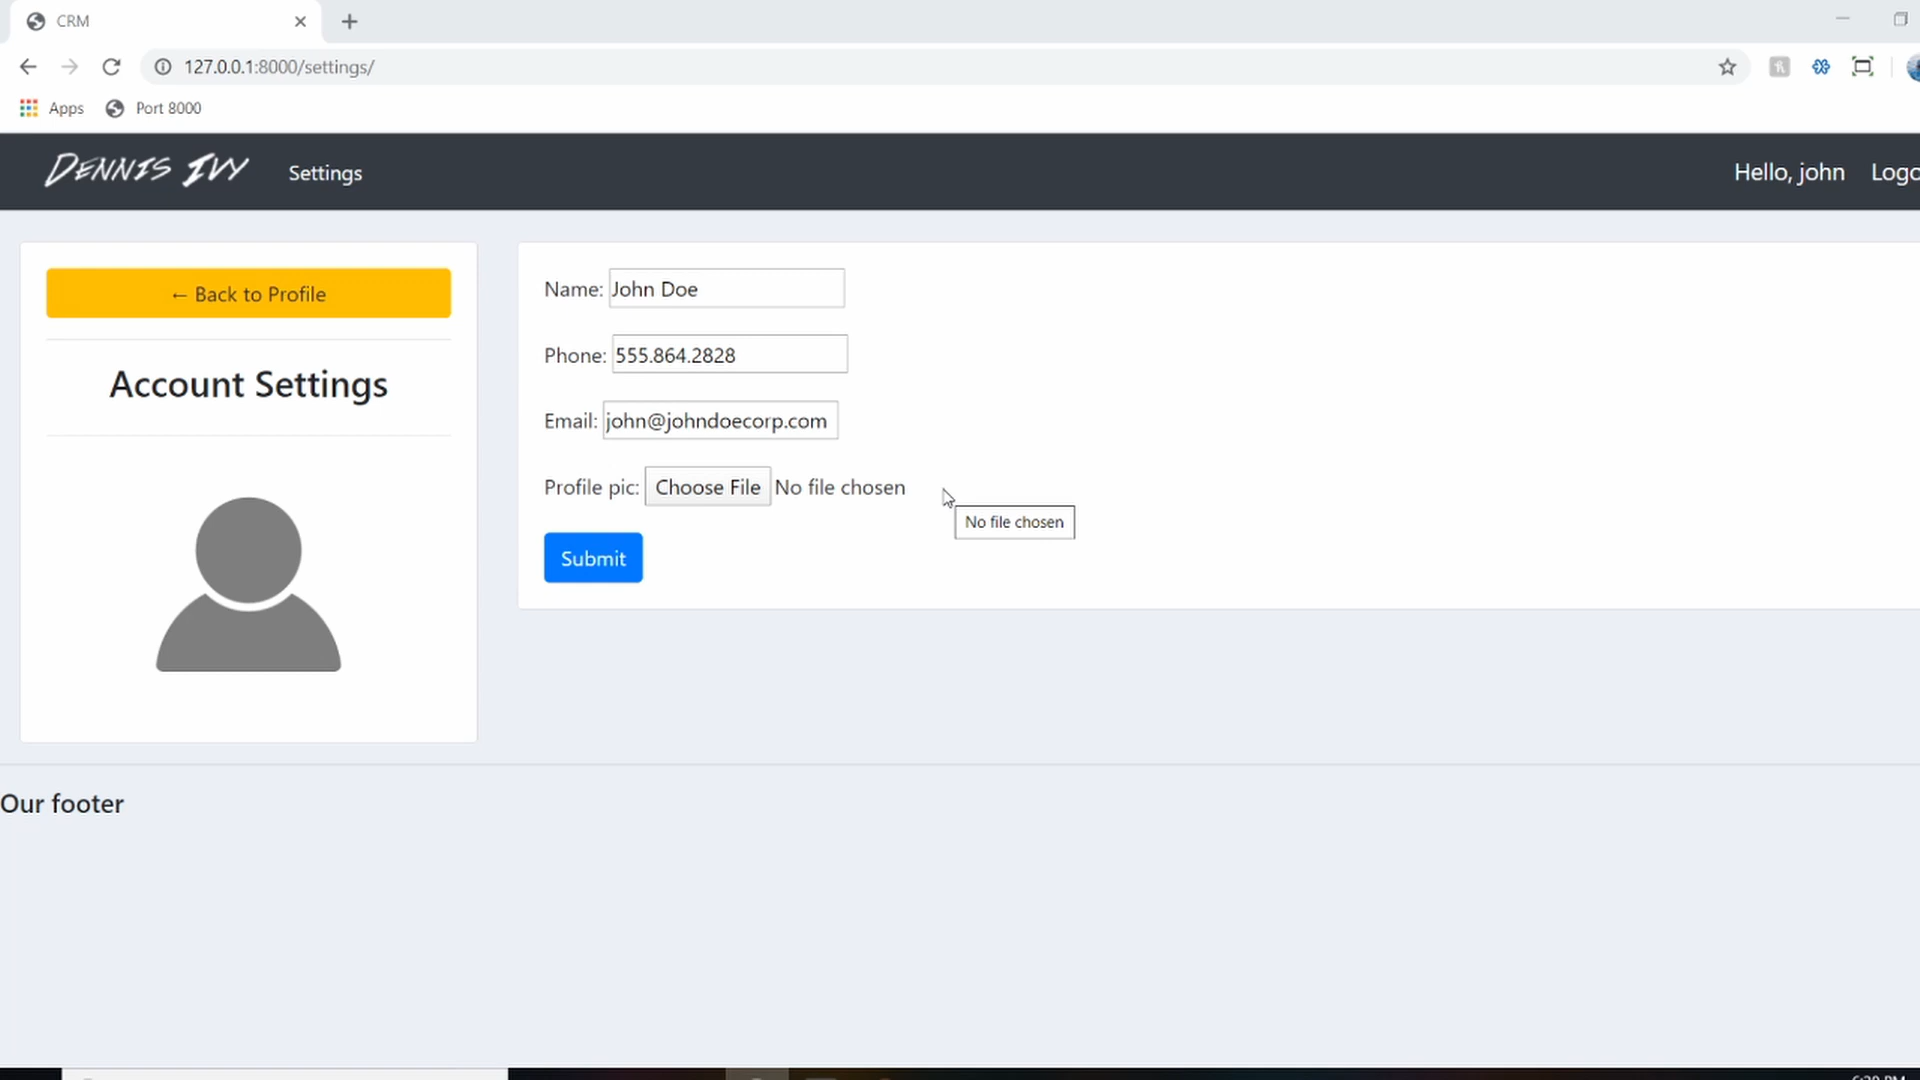 CRM
127.0.0.1:8000/settings/
Apps Port 8000
DENNIS IVY Settings Hello, john Logo
← Back to Profile
Account Settings
Name: John Doe
Phone: 555.864.2828
Email: john@johndoecorp.com
Profile pic: Choose File No file chosen
No file chosen
Submit
Our footer